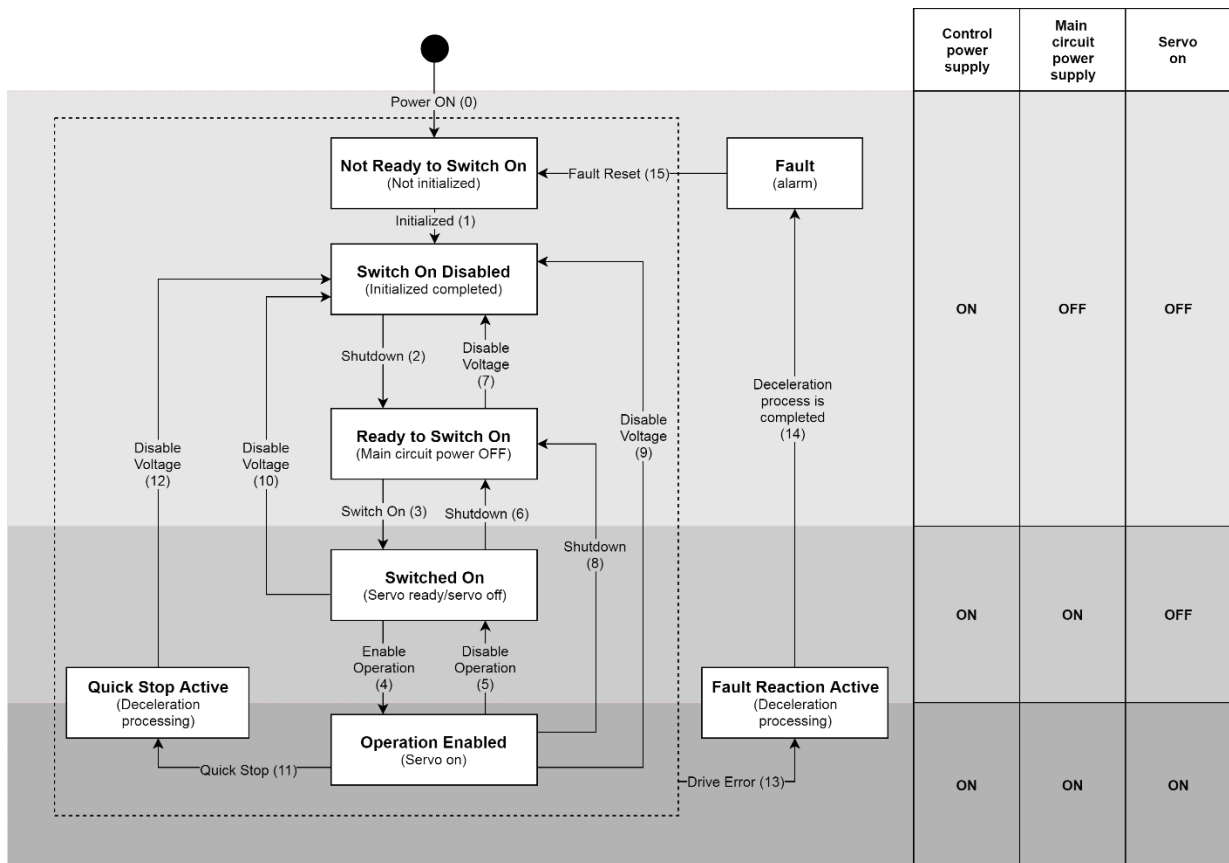 Control
power
supply
Main
circuit
power
supply
Servo
on
Power ON (0)
Not Ready to Switch On
(Not initialized)
Fault Reset (15)
Fault
(alarm)
Initialized (1)
Switch On Disabled
(Initialized completed)
ON
OFF
OFF
Shutdown (2)
Disable
Voltage
(7)
Deceleration
process is
completed
(14)
Disable
Voltage
(12)
Disable
Voltage
(10)
Ready to Switch On
(Main circuit power OFF)
Disable
Voltage
(9)
Switch On (3)
Shutdown (6)
Shutdown
(8)
Switched On
(Servo ready/servo off)
ON
ON
OFF
Enable
Operation
(4)
Disable
Operation
(5)
Quick Stop Active
(Deceleration
processing)
Fault Reaction Active
(Deceleration
processing)
Operation Enabled
(Servo on)
Quick Stop (11)
Drive Error (13)
ON
ON
ON